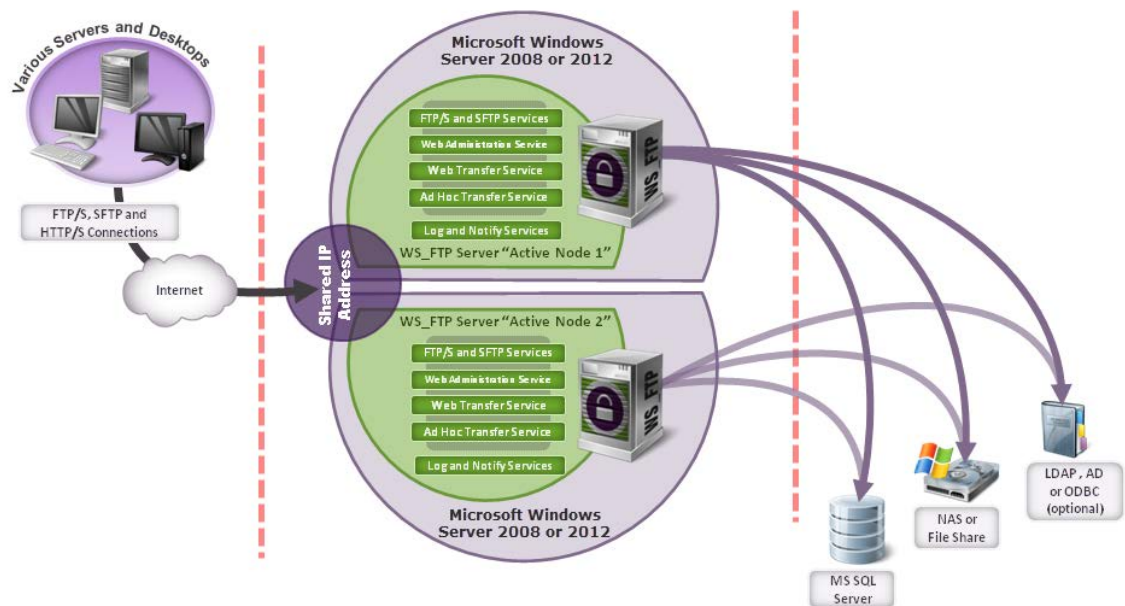 Various Servers and Desktops
FTP/S, SFTP and
HTTP/S Connections
Internet
Shared IP
Address
Microsoft Windows
Server 2008 or 2012
FTP/S and SFTP Services
Web Administration Service
Web Transfer Service
Ad Hoc Transfer Service
Log and Notify Services
WS_FTP
WS_FTP Server “Active Node 1”
WS_FTP Server “Active Node 2”
FTP/S and SFTP Services
Web Administration Service
Web Transfer Service
Ad Hoc Transfer Service
Log and Notify Services
WS_FTP
Microsoft Windows
Server 2008 or 2012
MS SQL
Server
NAS or
File Share
LDAP , AD
or ODBC
(optional)